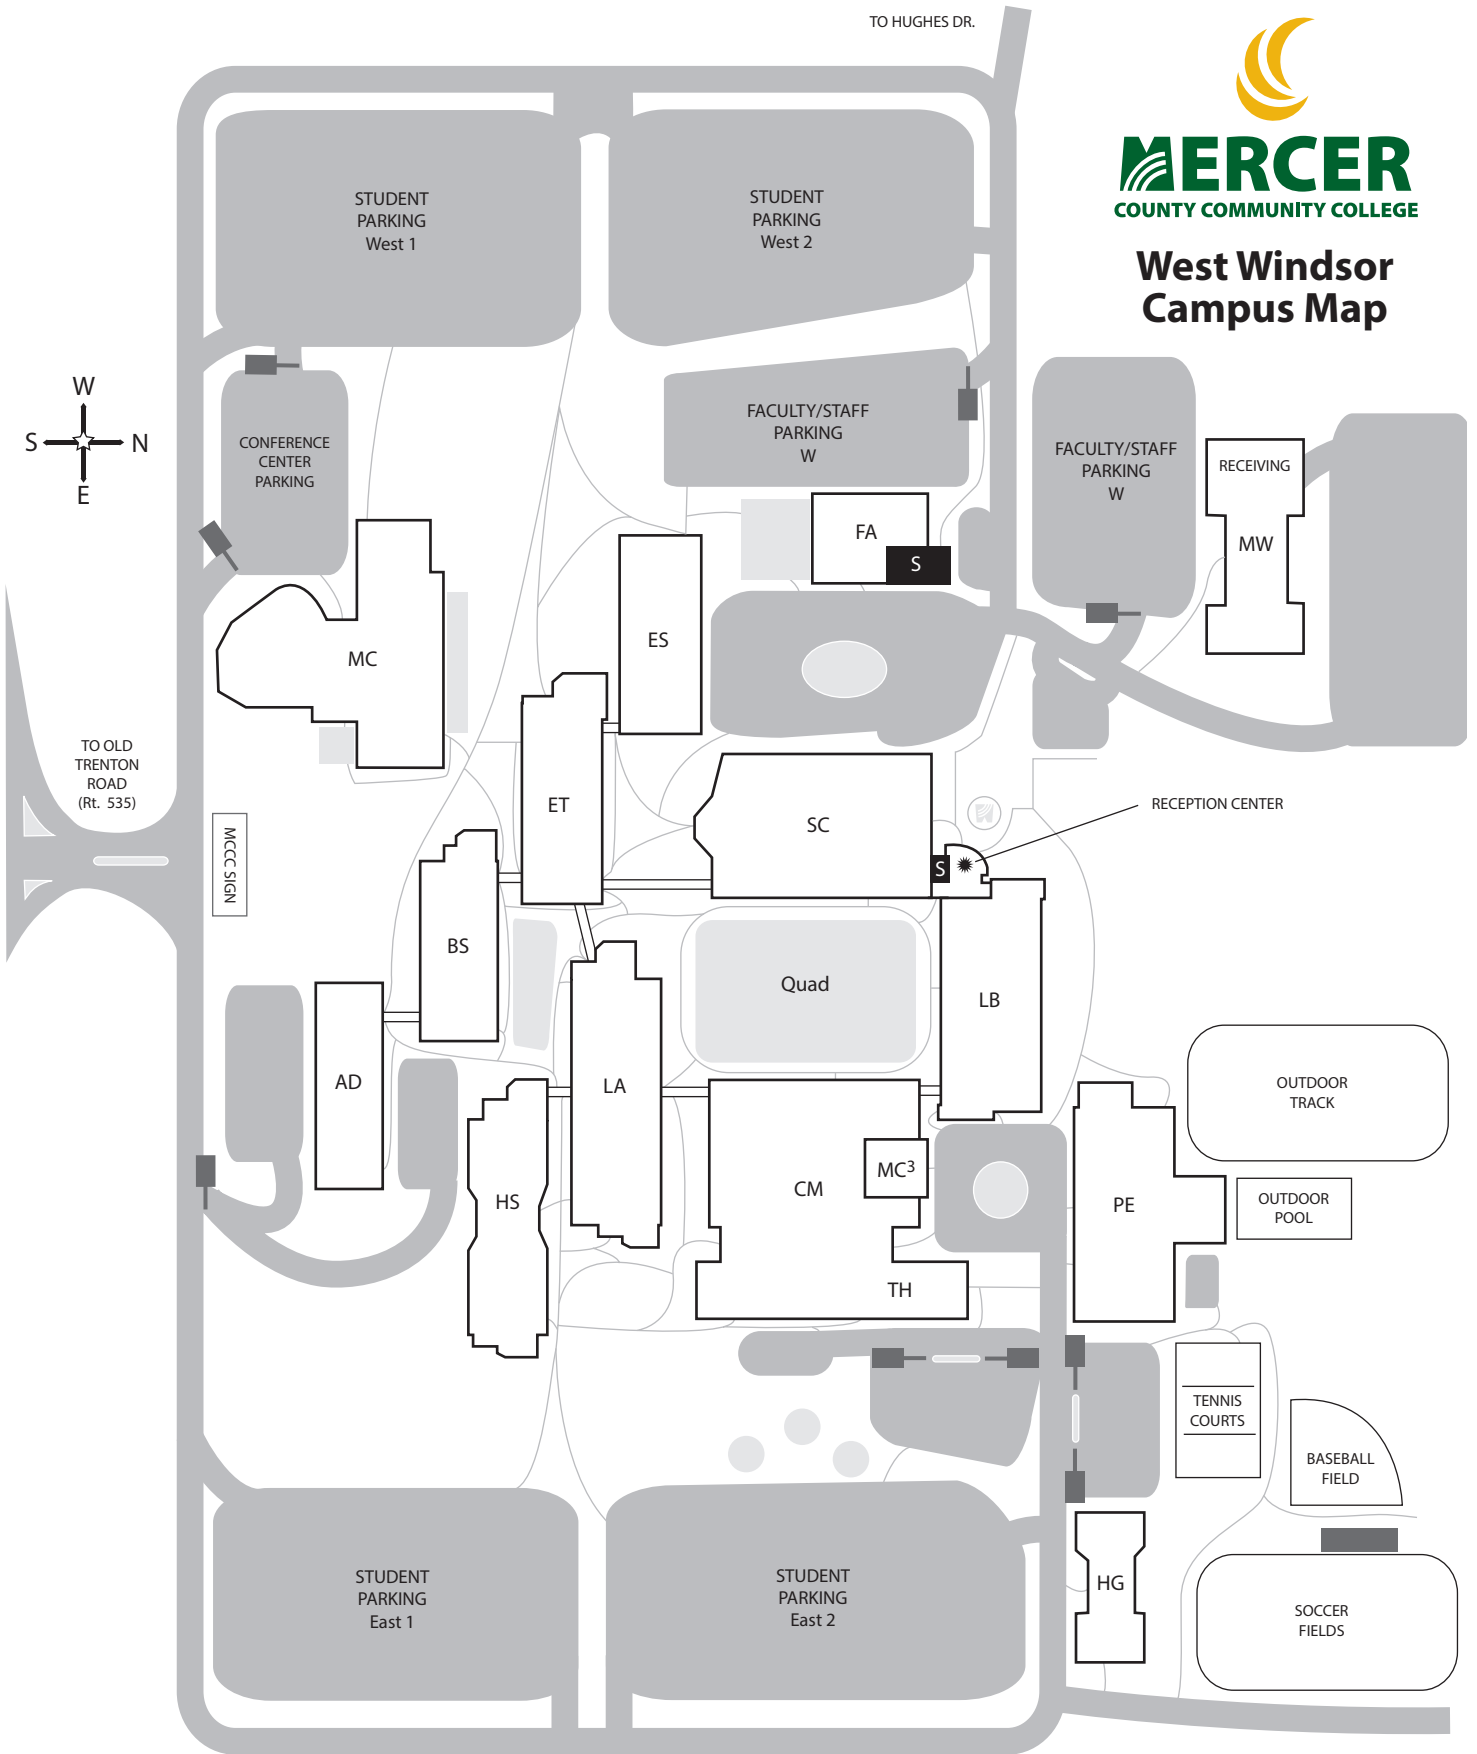 TO HUGHES DR.
MERCER
COUNTY COMMUNITY COLLEGE
West Windsor
Campus Map
STUDENT
PARKING
West 1
STUDENT
PARKING
West 2
W
S
N
E
CONFERENCE
CENTER
PARKING
FACULTY/STAFF
PARKING
W
FACULTY/STAFF
PARKING
W
RECEIVING
MW
FA
S
ES
MC
TO OLD
TRENTON
ROAD
(Rt. 535)
MCCC SIGN
ET
SC
S
RECEPTION CENTER
BS
Quad
LB
AD
LA
OUTDOOR
TRACK
HS
CM
MC³
PE
OUTDOOR
POOL
TH
TENNIS
COURTS
BASEBALL
FIELD
STUDENT
PARKING
East 1
STUDENT
PARKING
East 2
HG
SOCCER
FIELDS